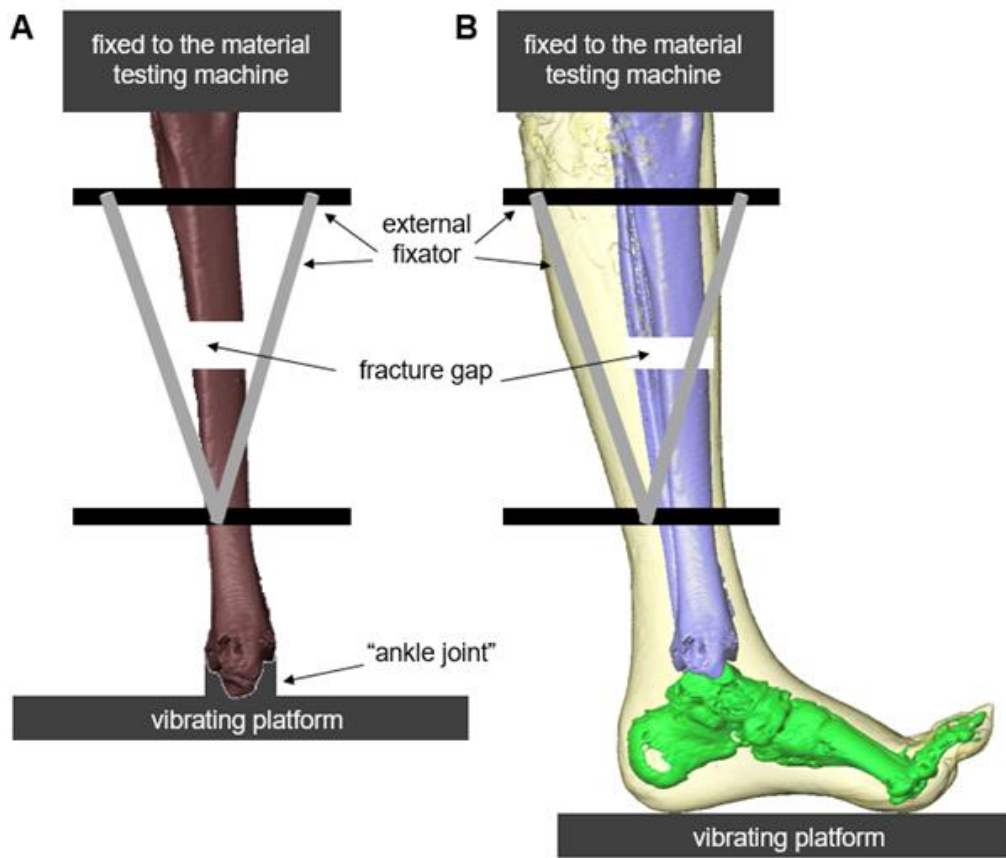 A
fixed to the material
testing machine
B
fixed to the material
testing machine
external
fixator
fracture gap
“ankle joint”
vibrating platform
vibrating platform